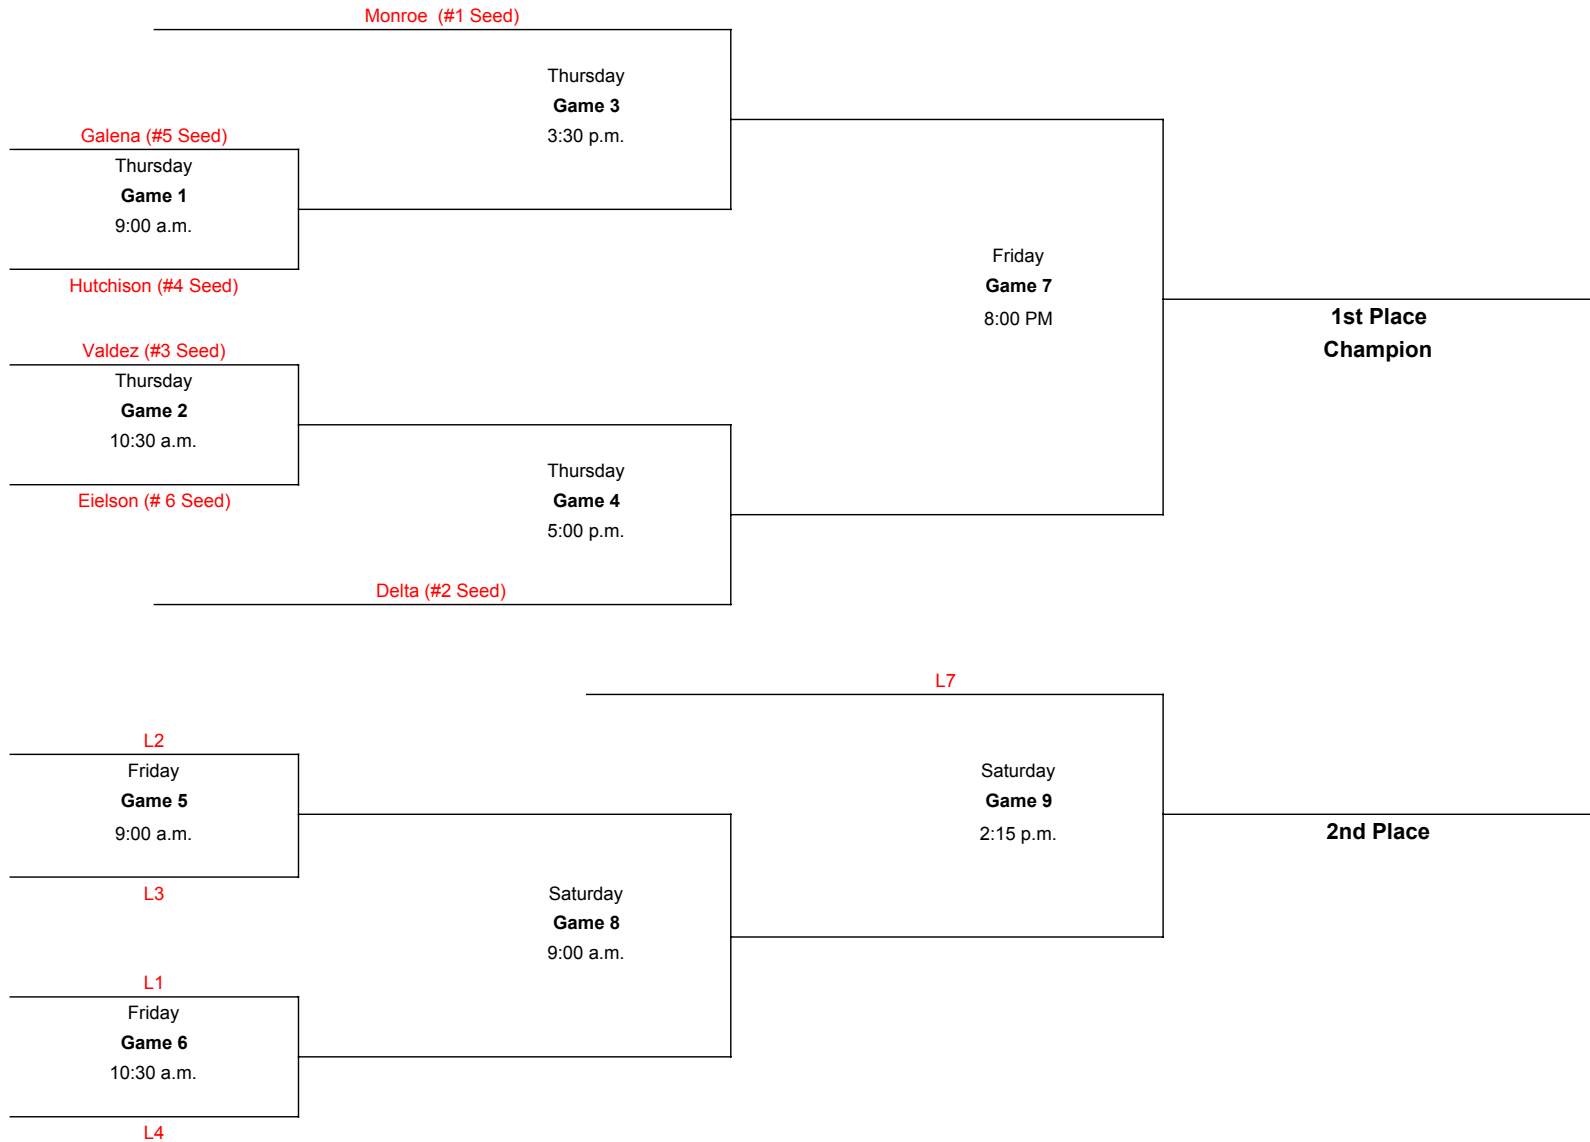 Monroe  (#1 Seed)
Thursday
Game 3
3:30 p.m.
Galena (#5 Seed)
Thursday
Game 1
9:00 a.m.
Hutchison (#4 Seed)
Friday
Game 7
8:00 PM
1st Place
Champion
Valdez (#3 Seed)
Thursday
Game 2
10:30 a.m.
Eielson (# 6 Seed)
Thursday
Game 4
5:00 p.m.
Delta (#2 Seed)
L7
L2
Friday
Game 5
9:00 a.m.
L3
Saturday
Game 9
2:15 p.m.
2nd Place
Saturday
Game 8
9:00 a.m.
L1
Friday
Game 6
10:30 a.m.
L4